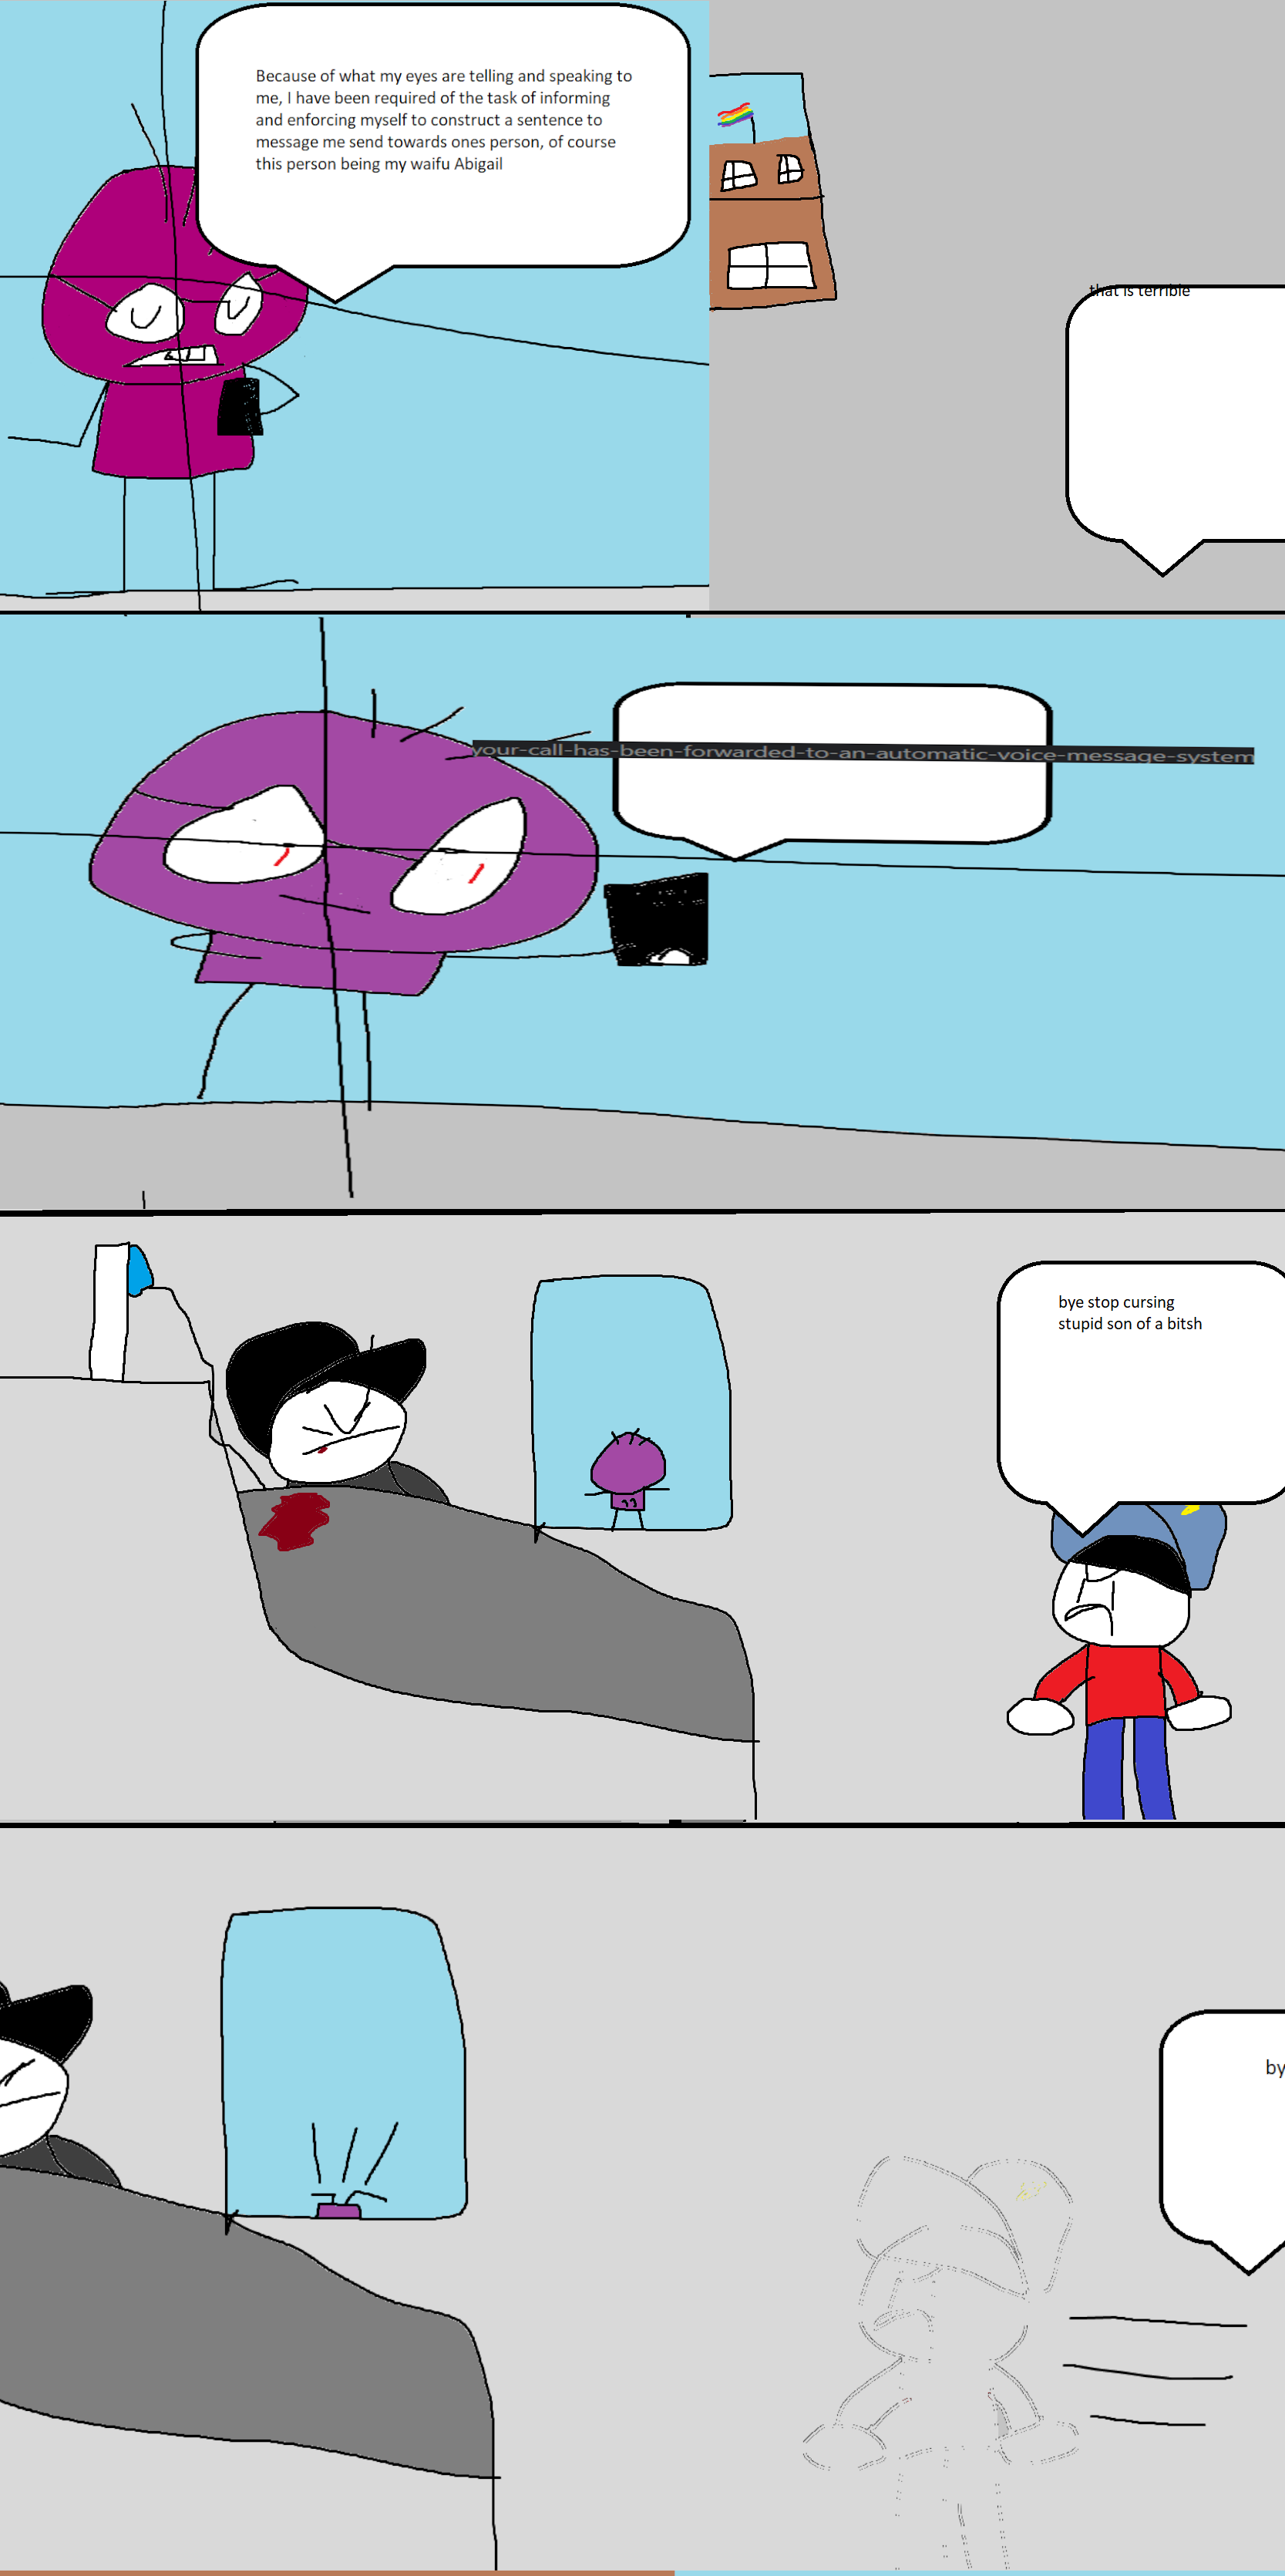 Because of what my eyes are telling and speaking to
me, I have been required of the task of informing
and enforcing myself to construct a sentence to
message me send towards ones person, of course
this person being my waifu Abigail
that is terrible
your-call-has-been-forwarded-to-an-automatic-voice-message-system
bye stop cursing
stupid son of a bitsh
by